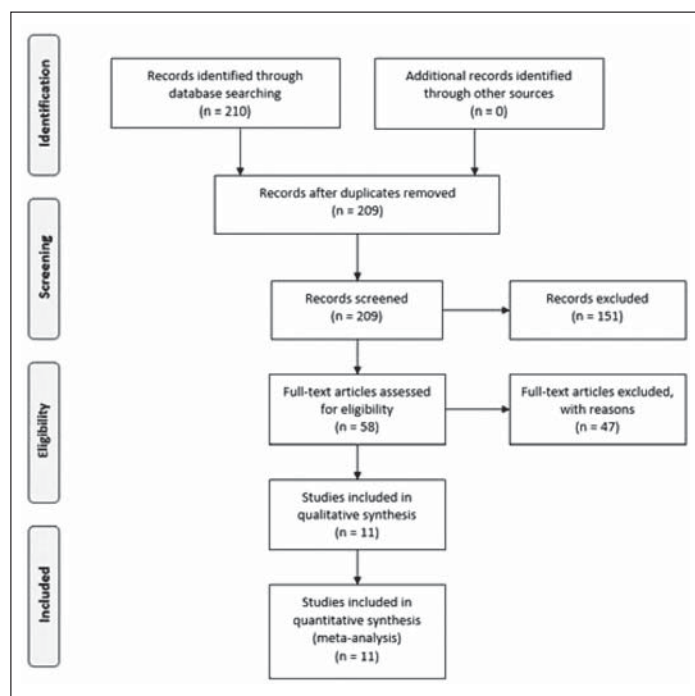 Identification
Records identified through
database searching
(n = 210)
Additional records identified
through other sources
(n = 0)
Records after duplicates removed
(n = 209)
Screening
Records screened
(n = 209)
Records excluded
(n = 151)
Eligibility
Full-text articles assessed
for eligibility
(n = 58)
Full-text articles excluded,
with reasons
(n = 47)
Studies included in
qualitative synthesis
(n = 11)
Included
Studies included in
quantitative synthesis
(meta-analysis)
(n = 11)